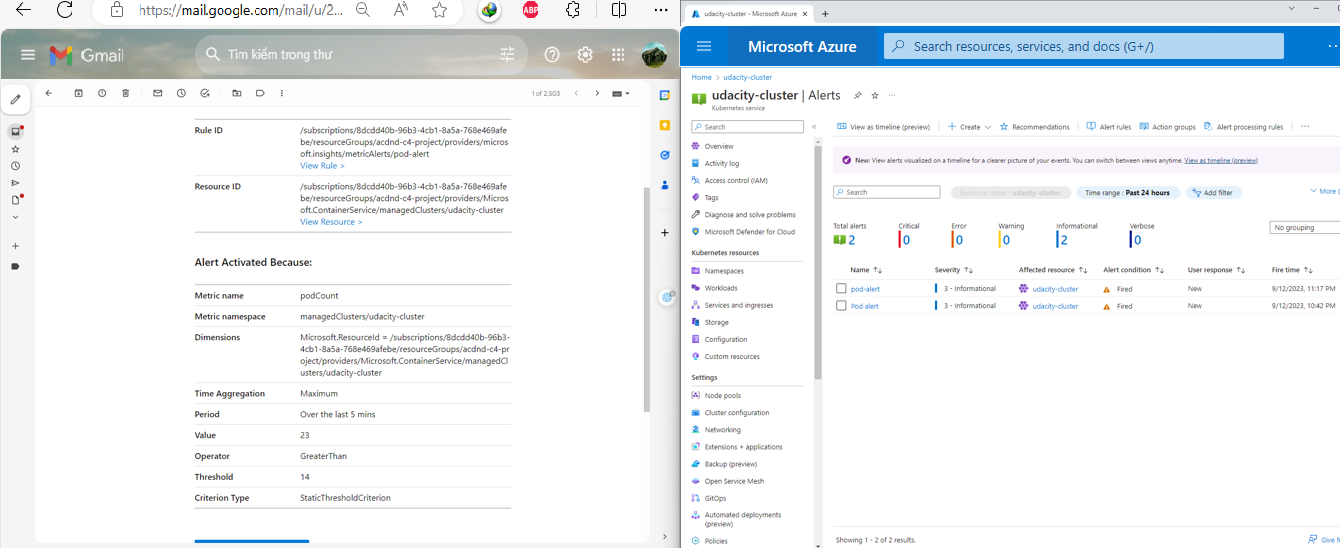 https://mail.google.com/mail/u/2...
ABP
Gmail
Tìm kiếm trong thư
1 of 2,503
Rule ID
/subscriptions/8dcdd40b-96b3-4cb1-8a5a-768e469afe
be/resourceGroups/acdnd-c4-project/providers/micros
oft.insights/metricAlerts/pod-alert
View Rule >
Resource ID
/subscriptions/8dcdd40b-96b3-4cb1-8a5a-768e469afe
be/resourceGroups/acdnd-c4-project/providers/Micros
oft.ContainerService/managedClusters/udacity-cluster
View Resource >
Alert Activated Because:
Metric name podCount
Metric namespace managedClusters/udacity-cluster
Dimensions Microsoft.ResourceId = /subscriptions/8dcdd40b-96b3-
4cb1-8a5a-768e469afebe/resourceGroups/acdnd-c4-pr
oject/providers/Microsoft.ContainerService/managedCl
usters/udacity-cluster
Time Aggregation Maximum
Period Over the last 5 mins
Value 23
Operator GreaterThan
Threshold 14
Criterion Type StaticThresholdCriterion
udacity-cluster - Microsoft Azure
Microsoft Azure
Search resources, services, and docs (G+/)
Home > udacity-cluster
udacity-cluster | Alerts
Kubernetes service
Search
Overview
Activity log
Access control (IAM)
Tags
Diagnose and solve problems
Microsoft Defender for Cloud
Kubernetes resources
Namespaces
Workloads
Services and ingresses
Storage
Configuration
Custom resources
Settings
Node pools
Cluster configuration
Networking
Extensions + applications
Backup (preview)
Open Service Mesh
GitOps
Automated deployments
(preview)
Policies
View as timeline (preview) Create Recommendations Alert rules Action groups Alert processing rules
New: View alerts visualized on a timeline for a clearer picture of your events. You can switch between views anytime. View as timeline (preview)
Search Resource name : udacity-cluster Time range : Past 24 hours Add filter More (
Total alerts Critical Error Warning Informational Verbose
2 0 0 0 2 0
No grouping
Name Severity Affected resource Alert condition User response Fire time
pod-alert 3 - Informational udacity-cluster Fired New 9/12/2023, 11:17 PM
Pod alert 3 - Informational udacity-cluster Fired New 9/12/2023, 10:42 PM
Showing 1 - 2 of 2 results.
Give